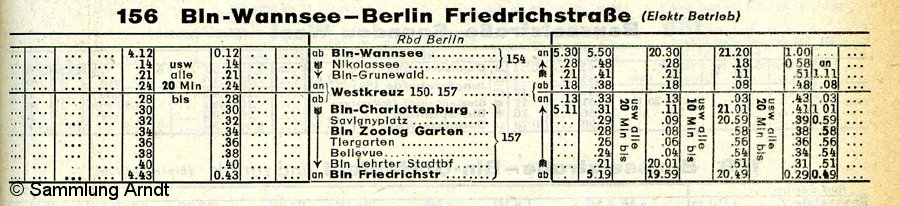 156 Bln-Wannsee–Berlin Friedrichstraße (Elektr Betrieb)
Rbd Berlin
... ... ... ... 4.12 0.12 ... ... ab Bln-Wannsee an 5.30 5.50 20.30 21.20 1.00 ...
... ... ... ... .14 usw .14 ... ... Nikolassee 154 .28 .48 .28 .18 0 58 an ...
... ... ... ... .21 alle .21 ... ... Bln-Grunewald .21 .41 .21 .11 .51 1.11 ...
... ... ... ... .24 20 Min .24 ... ... an Westkreuz 150. 157 ab .18 .38 .18 .08 .48 .08 ...
... ... ... ... .28 bis .28 ... ... ab an .13 .33 .13 .03 .43 .03 ...
... ... ... ... .30 .30 ... ... Bln-Charlottenburg 5.11 .31 .11 21.01 .41 1.01 ...
... ... ... ... .32 .32 ... ... Savignyplatz ... .29 .09 20.59 .39 0.59 ...
... ... ... ... .34 .34 ... ... Bln Zoolog Garten 157 ... .28 .08 .58 .38 .58 ...
... ... ... ... .36 .36 ... ... Tiergarten ... .26 .06 .56 .36 .56 ...
... ... ... ... .38 .38 ... ... Bellevue ... .24 .04 .54 .34 .54 ...
... ... ... ... .40 .40 ... ... Bln Lehrter Stadtbf ... .21 20.01 .51 .31 .51 ...
... ... ... ... 4.43 0.43 ... ... an Bln Friedrichstr ab ... 5.19 19.59 20.49 0.29 0.49 ...
usw alle 20 Min bis
usw alle 10 Min bis
usw alle 20 Min bis
© Sammlung Arndt